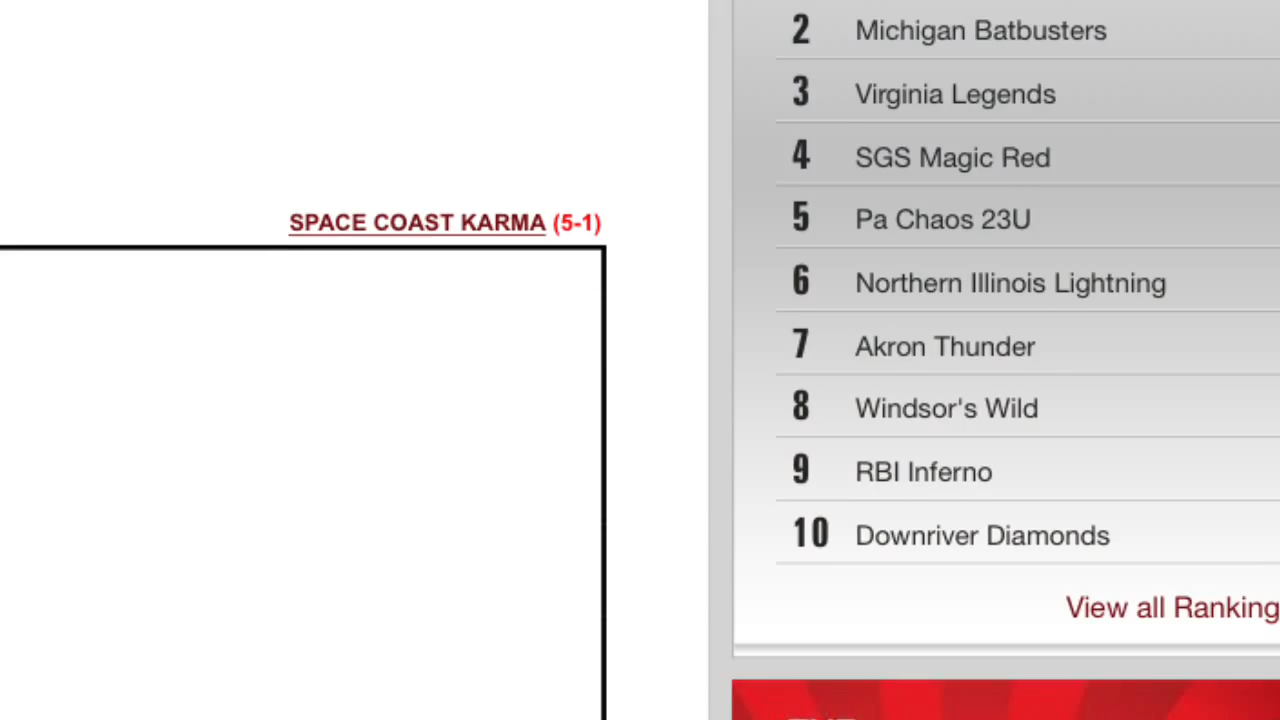 SPACE COAST KARMA (5-1)
2 Michigan Batbusters
3 Virginia Legends
4 SGS Magic Red
5 Pa Chaos 23U
6 Northern Illinois Lightning
7 Akron Thunder
8 Windsor's Wild
9 RBI Inferno
10 Downriver Diamonds
View all Ranking